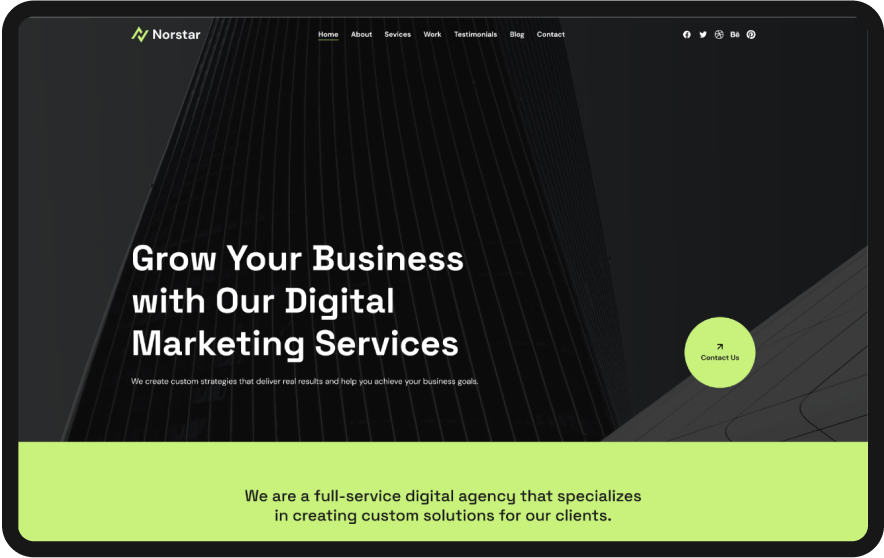 Norstar
Home About Sevices Work Testimonials Blog Contact
Bē
Grow Your Business
with Our Digital
Marketing Services
We create custom strategies that deliver real results and help you achieve your business goals.
Contact Us
We are a full-service digital agency that specializes
in creating custom solutions for our clients.